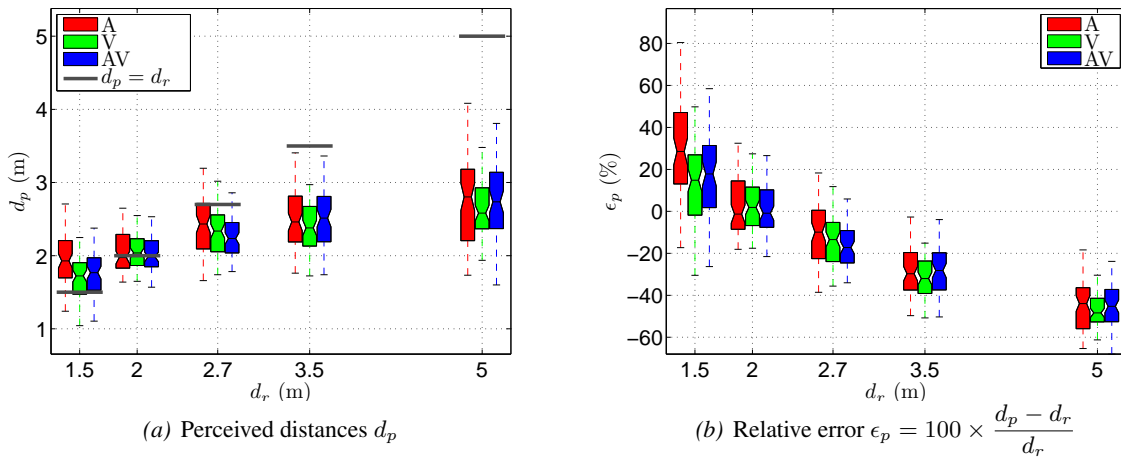 A
V
AV
d_p = d_r
5
4
3
2
1
d_p (m)
1.5 2 2.7 3.5 5
d_r (m)
(a) Perceived distances d_p
A
V
AV
80
60
40
20
0
−20
−40
−60
ϵ_p (%)
1.5 2 2.7 3.5 5
d_r (m)
(b) Relative error ϵ_p = 100 × (d_p − d_r) / d_r